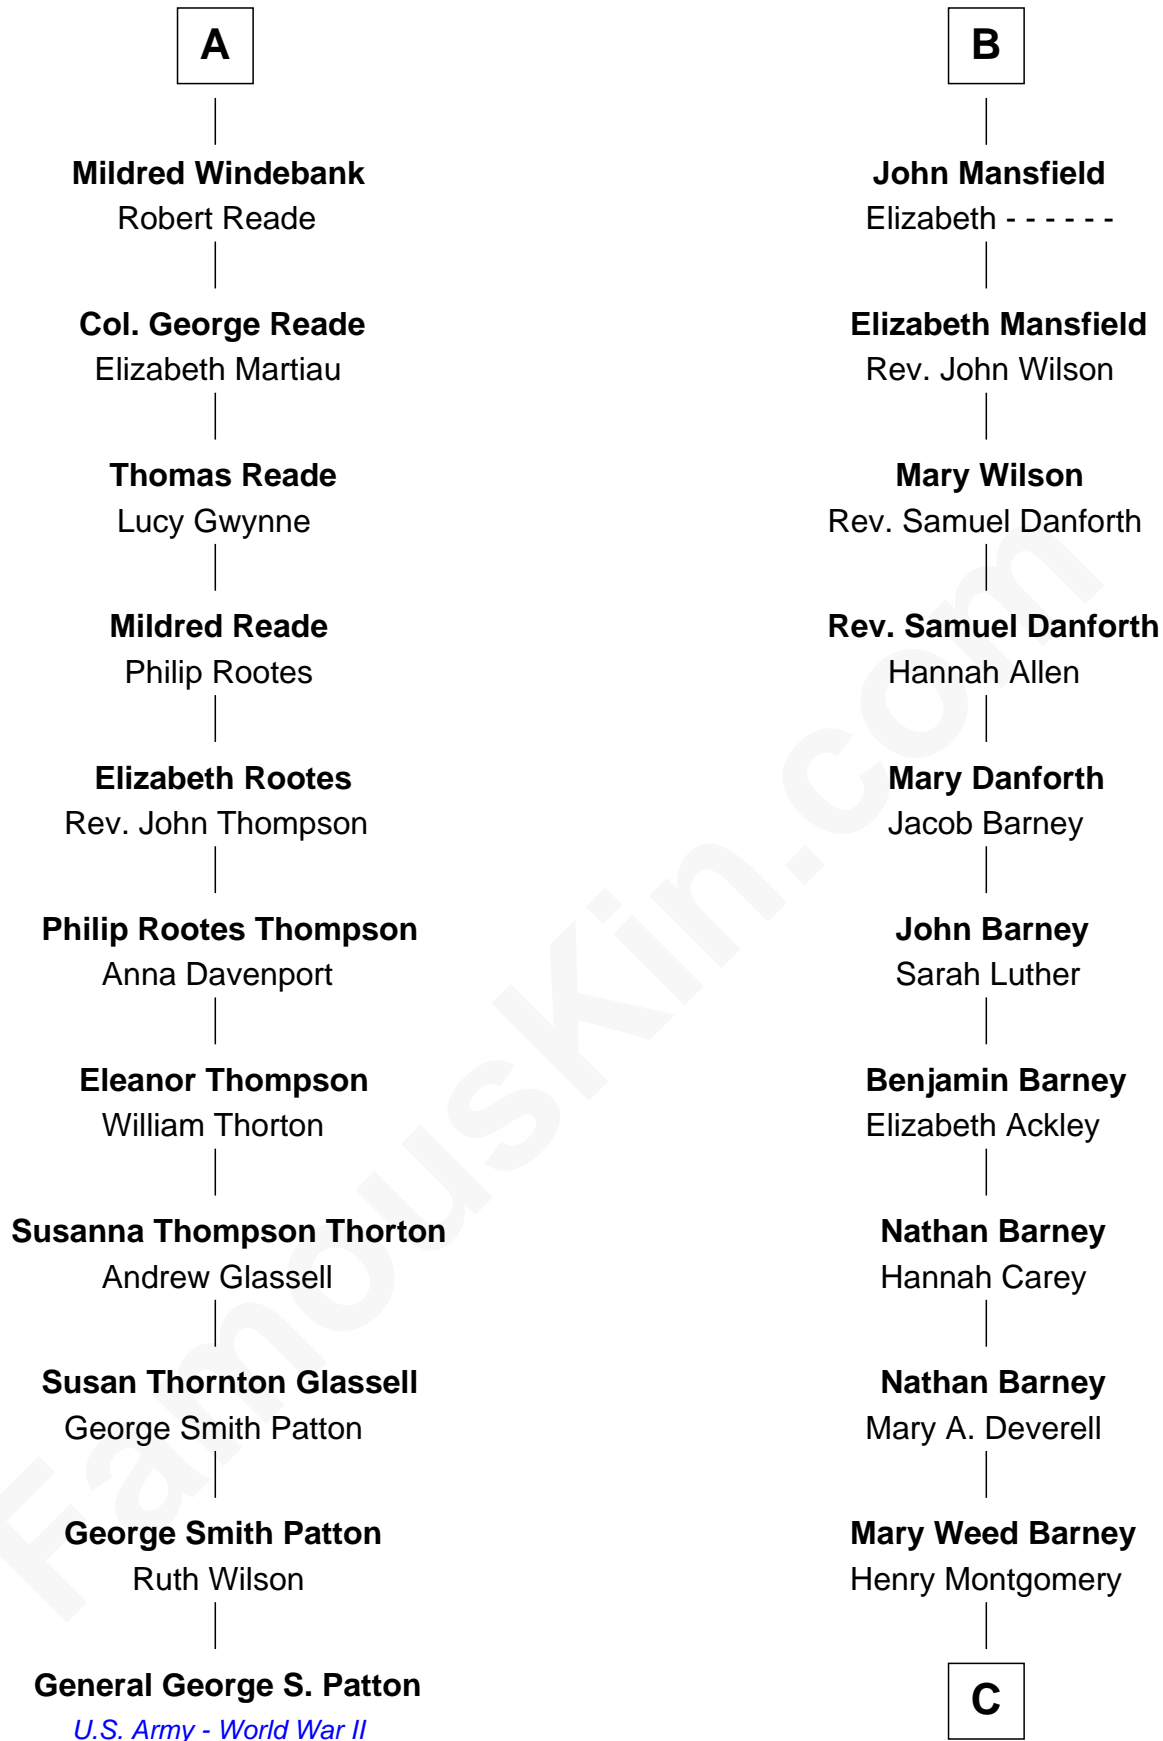 A
Mildred Windebank
Robert Reade
Col. George Reade
Elizabeth Martiau
Thomas Reade
Lucy Gwynne
Mildred Reade
Philip Rootes
Elizabeth Rootes
Rev. John Thompson
Philip Rootes Thompson
Anna Davenport
Eleanor Thompson
William Thorton
Susanna Thompson Thorton
Andrew Glassell
Susan Thornton Glassell
George Smith Patton
George Smith Patton
Ruth Wilson
General George S. Patton
U.S. Army - World War II
B
John Mansfield
Elizabeth - - - - - -
Elizabeth Mansfield
Rev. John Wilson
Mary Wilson
Rev. Samuel Danforth
Rev. Samuel Danforth
Hannah Allen
Mary Danforth
Jacob Barney
John Barney
Sarah Luther
Benjamin Barney
Elizabeth Ackley
Nathan Barney
Hannah Carey
Nathan Barney
Mary A. Deverell
Mary Weed Barney
Henry Montgomery
C
FamousKin.com